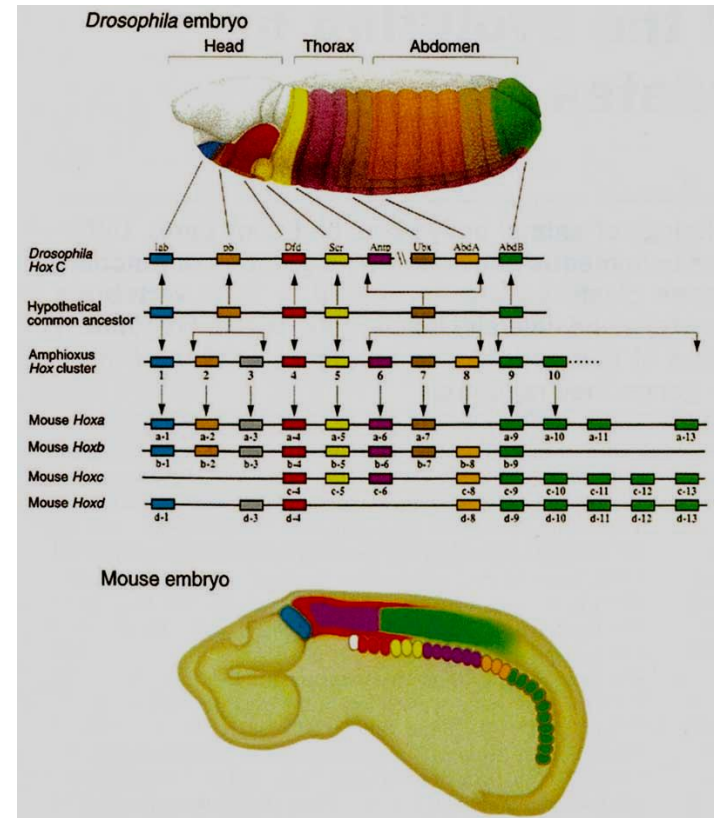 Drosophila embryo
Head Thorax Abdomen
lab pb Dfd Scr Antp Ubx AbdA AbdB
Drosophila
Hox C
Hypothetical
common ancestor
Amphioxus
Hox cluster
1 2 3 4 5 6 7 8 9 10 ......
Mouse Hoxa
a-1 a-2 a-3 a-4 a-5 a-6 a-7 a-9 a-10 a-11 a-13
Mouse Hoxb
b-1 b-2 b-3 b-4 b-5 b-6 b-7 b-8 b-9
Mouse Hoxc
c-4 c-5 c-6 c-8 c-9 c-10 c-11 c-12 c-13
Mouse Hoxd
d-1 d-3 d-4 d-8 d-9 d-10 d-11 d-12 d-13
Mouse embryo